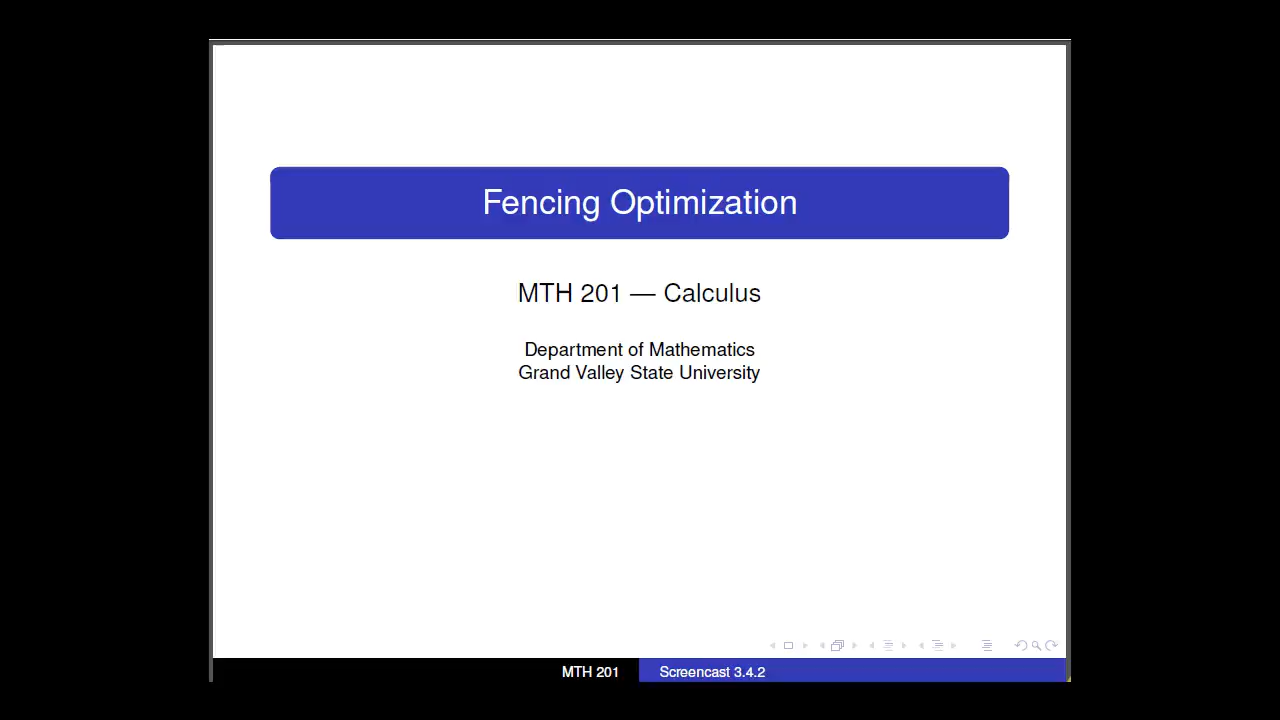 Fencing Optimization
MTH 201 — Calculus
Department of Mathematics
Grand Valley State University
MTH 201
Screencast 3.4.2